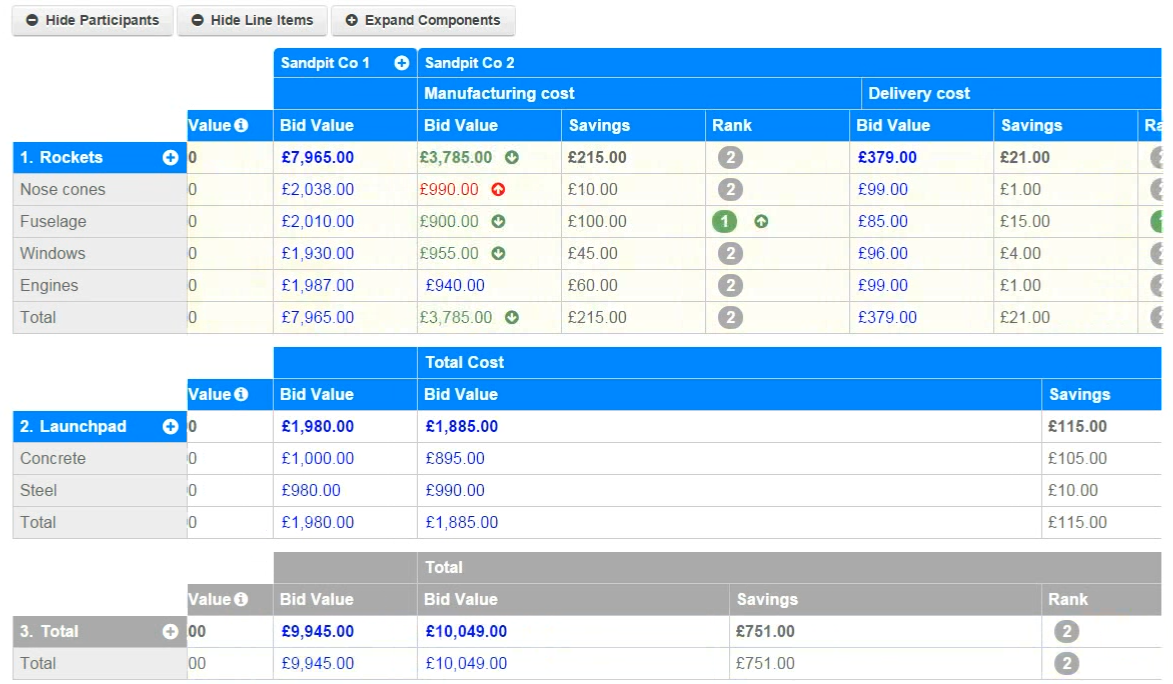 Hide Participants Hide Line Items Expand Components
Sandpit Co 1 Sandpit Co 2
Manufacturing cost Delivery cost
Value Bid Value Bid Value Savings Rank Bid Value Savings
1. Rockets 0 £7,965.00 £3,785.00 £215.00 2 £379.00 £21.00
Nose cones 0 £2,038.00 £990.00 £10.00 2 £99.00 £1.00
Fuselage 0 £2,010.00 £900.00 £100.00 1 £85.00 £15.00
Windows 0 £1,930.00 £955.00 £45.00 2 £96.00 £4.00
Engines 0 £1,987.00 £940.00 £60.00 2 £99.00 £1.00
Total 0 £7,965.00 £3,785.00 £215.00 2 £379.00 £21.00
Total Cost
Value Bid Value Bid Value Savings
2. Launchpad 0 £1,980.00 £1,885.00 £115.00
Concrete 0 £1,000.00 £895.00 £105.00
Steel 0 £980.00 £990.00 £10.00
Total 0 £1,980.00 £1,885.00 £115.00
Total
Value Bid Value Bid Value Savings Rank
3. Total 00 £9,945.00 £10,049.00 £751.00 2
Total 00 £9,945.00 £10,049.00 £751.00 2